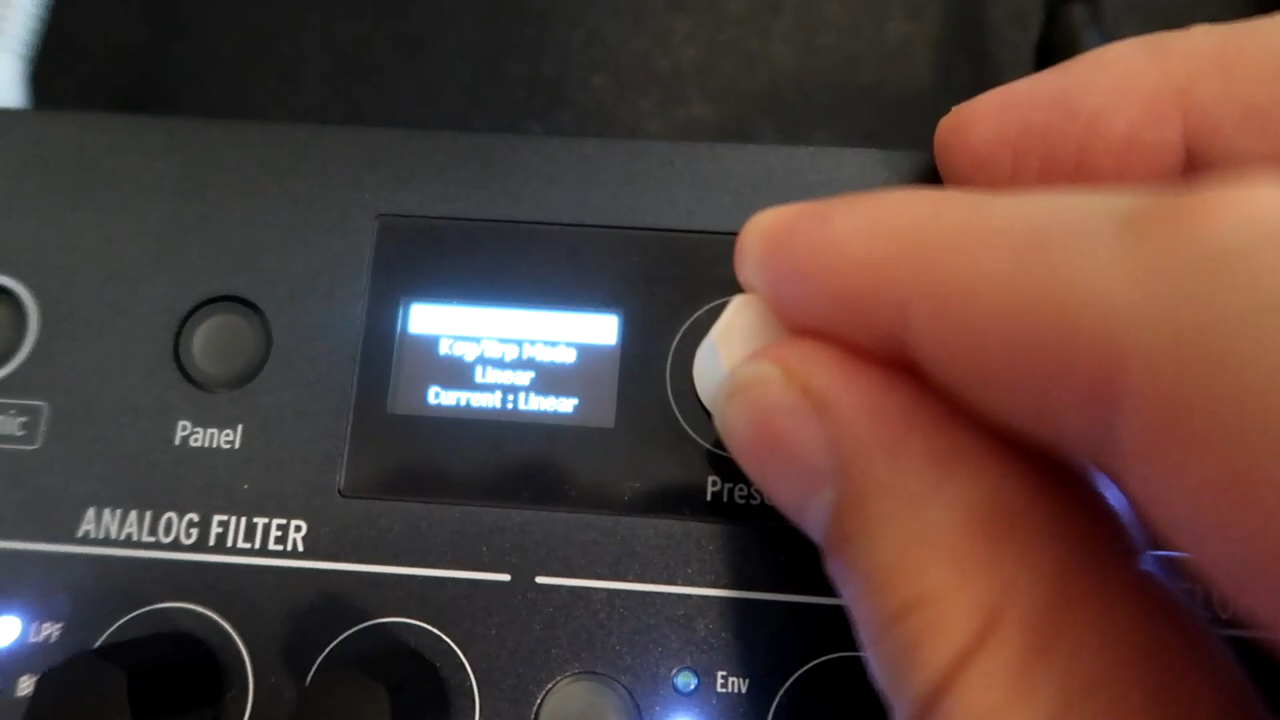 Key/Arp Mode
Linear
Current : Linear
Panel
ANALOG FILTER
LPF
Env